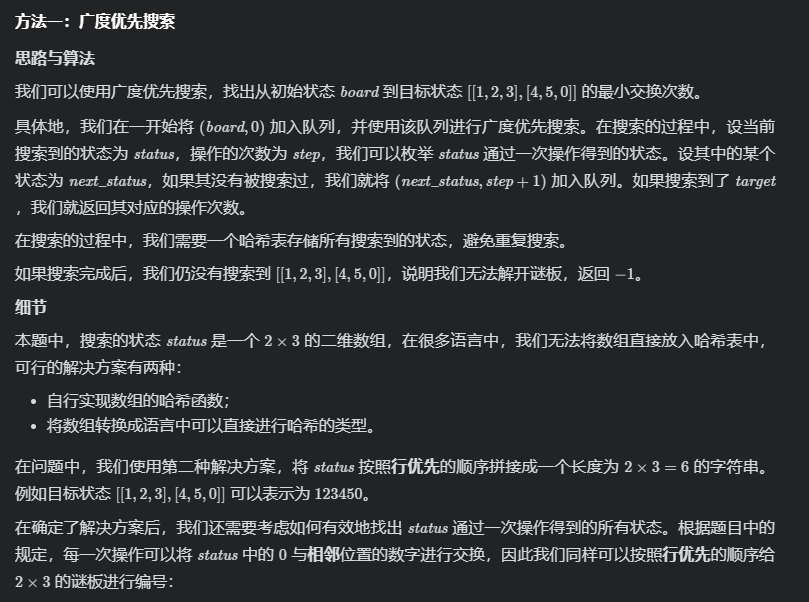 方法一：广度优先搜索
思路与算法
我们可以使用广度优先搜索，找出从初始状态 board 到目标状态 [[1, 2, 3], [4, 5, 0]] 的最小交换次数。
具体地，我们在一开始将 (board, 0) 加入队列，并使用该队列进行广度优先搜索。在搜索的过程中，设当前
搜索到的状态为 status，操作的次数为 step，我们可以枚举 status 通过一次操作得到的状态。设其中的某个
状态为 next_status，如果其没有被搜索过，我们就将 (next_status, step + 1) 加入队列。如果搜索到了 target
，我们就返回其对应的操作次数。
在搜索的过程中，我们需要一个哈希表存储所有搜索到的状态，避免重复搜索。
如果搜索完成后，我们仍没有搜索到 [[1, 2, 3], [4, 5, 0]]，说明我们无法解开谜板，返回 −1。
细节
本题中，搜索的状态 status 是一个 2 × 3 的二维数组，在很多语言中，我们无法将数组直接放入哈希表中，
可行的解决方案有两种：
• 自行实现数组的哈希函数；
• 将数组转换成语言中可以直接进行哈希的类型。
在问题中，我们使用第二种解决方案，将 status 按照行优先的顺序拼接成一个长度为 2 × 3 = 6 的字符串。
例如目标状态 [[1, 2, 3], [4, 5, 0]] 可以表示为 123450。
在确定了解决方案后，我们还需要考虑如何有效地找出 status 通过一次操作得到的所有状态。根据题目中的
规定，每一次操作可以将 status 中的 0 与相邻位置的数字进行交换，因此我们同样可以按照行优先的顺序给
2 × 3 的谜板进行编号：